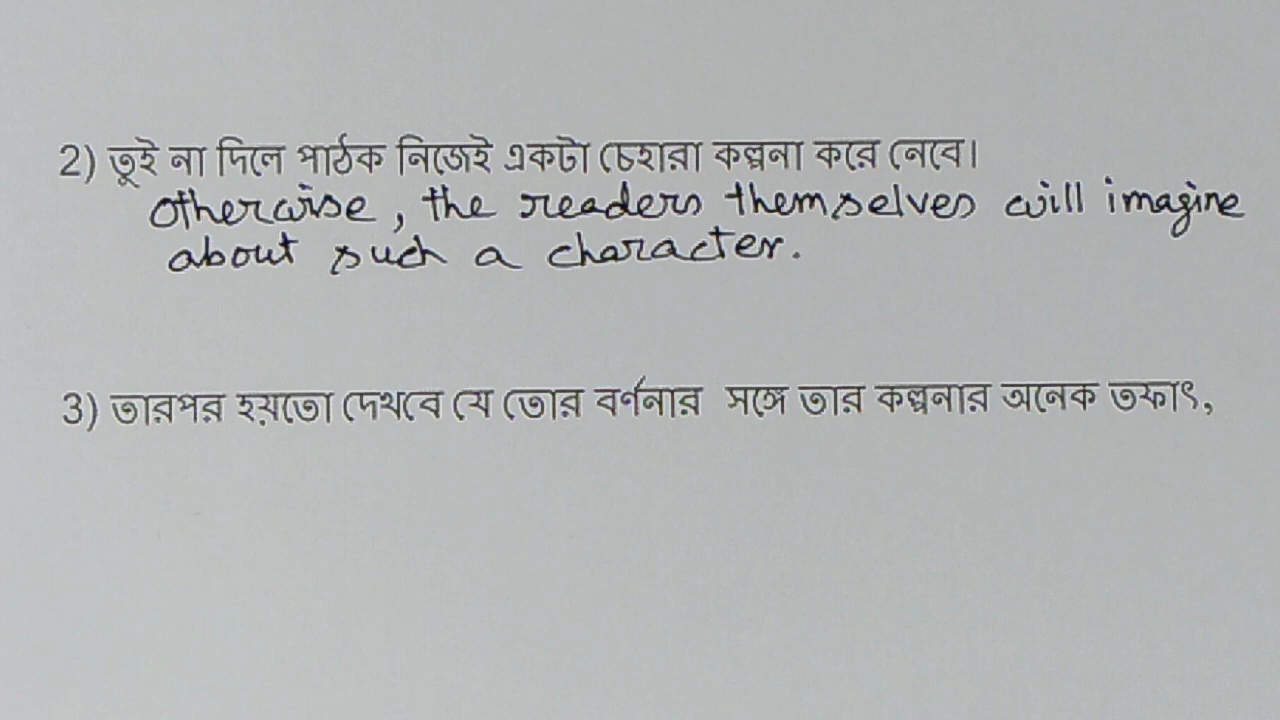 2) তুই না দিলে পাঠক নিজেই একটা চেহারা কল্পনা করে নেবে।
Otherwise, the readers themselves will imagine
about such a character.
3) তারপর হয়তো দেখবে যে তোর বর্ণনার সঙ্গে তার কল্পনার অনেক তফাৎ,